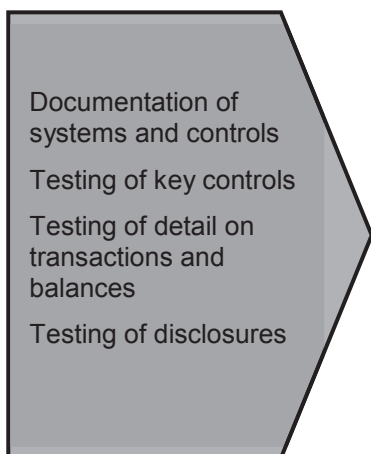 Documentation of
systems and controls
Testing of key controls
Testing of detail on
transactions and
balances
Testing of disclosures